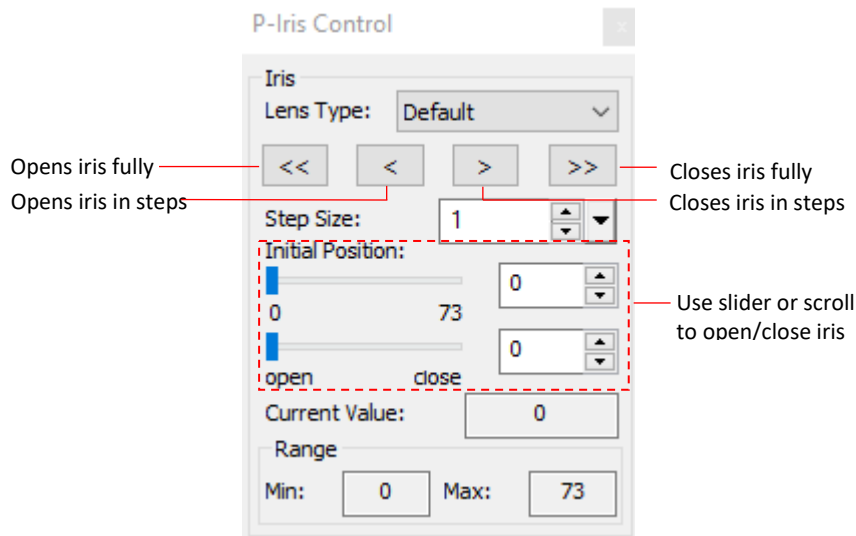 P-Iris Control
x
Iris
Lens Type: Default
Opens iris fully << < > >> Closes iris fully
Opens iris in steps Closes iris in steps
Step Size: 1
Initial Position:
0
0 73
Use slider or scroll
to open/close iris
0
open close
Current Value: 0
Range
Min: 0 Max: 73